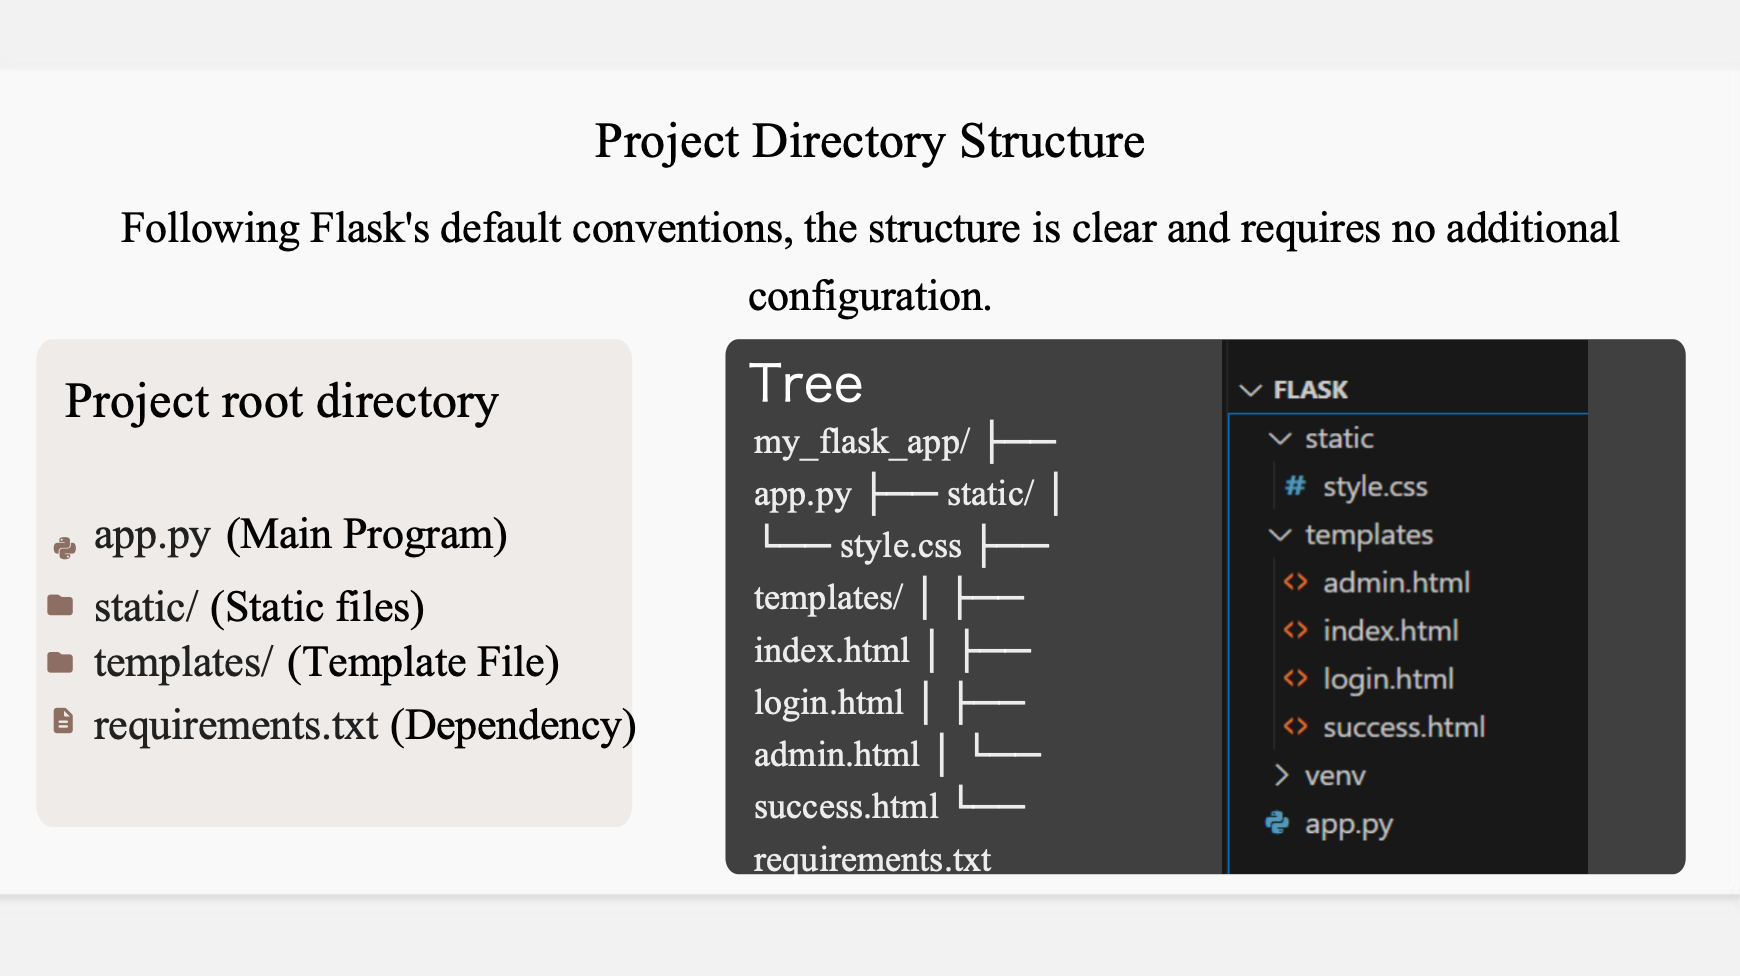 Project Directory Structure
Following Flask's default conventions, the structure is clear and requires no additional
configuration.
Project root directory
app.py (Main Program)
static/ (Static files)
templates/ (Template File)
requirements.txt (Dependency)
Tree
my_flask_app/ ├──
app.py ├── static/ │
└── style.css ├──
templates/ │ ├──
index.html │ ├──
login.html │ ├──
admin.html │ └──
success.html └──
requirements.txt
FLASK
static
# style.css
templates
<> admin.html
<> index.html
<> login.html
<> success.html
venv
app.py